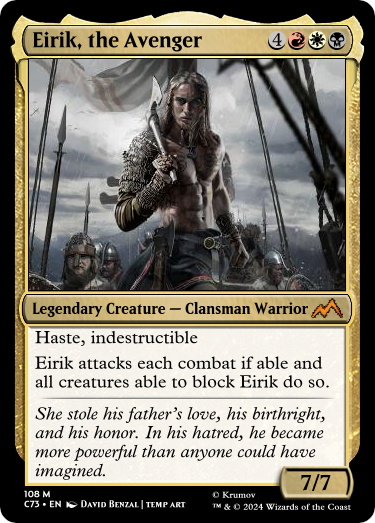 Eirik, the Avenger 4
Legendary Creature — Clansman Warrior
Haste, indestructible
Eirik attacks each combat if able and
all creatures able to block Eirik do so.
She stole his father's love, his birthright,
and his honor. In his hatred, he became
more powerful than anyone could have
imagined.
7/7
108 M
C73 • EN DAVID BENZAL | TEMP ART
© Krumov
™ & © 2024 Wizards of the Coast